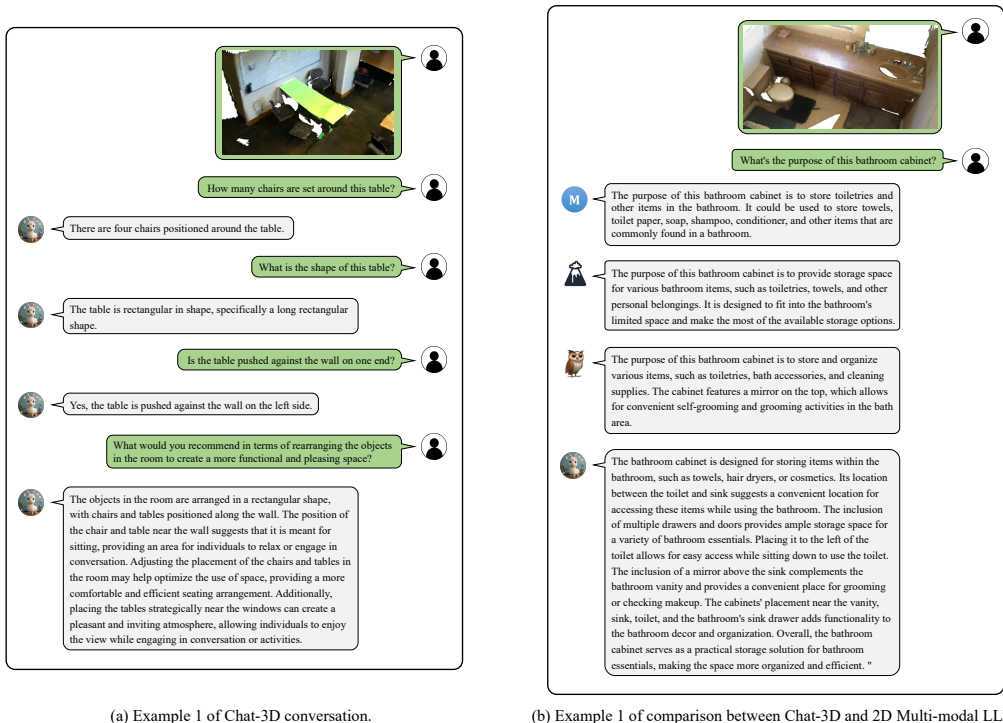 How many chairs are set around this table?
There are four chairs positioned around the table.
What is the shape of this table?
The table is rectangular in shape, specifically a long rectangular
shape.
Is the table pushed against the wall on one end?
Yes, the table is pushed against the wall on the left side.
What would you recommend in terms of rearranging the objects
in the room to create a more functional and pleasing space?
The objects in the room are arranged in a rectangular shape,
with chairs and tables positioned along the wall. The position of
the chair and table near the wall suggests that it is meant for
sitting, providing an area for individuals to relax or engage in
conversation. Adjusting the placement of the chairs and tables in
the room may help optimize the use of space, providing a more
comfortable and efficient seating arrangement. Additionally,
placing the tables strategically near the windows can create a
pleasant and inviting atmosphere, allowing individuals to enjoy
the view while engaging in conversation or activities.
(a) Example 1 of Chat-3D conversation.
What's the purpose of this bathroom cabinet?
M
The purpose of this bathroom cabinet is to store toiletries and
other items in the bathroom. It could be used to store towels,
toilet paper, soap, shampoo, conditioner, and other items that are
commonly found in a bathroom.
The purpose of this bathroom cabinet is to provide storage space
for various bathroom items, such as toiletries, towels, and other
personal belongings. It is designed to fit into the bathroom's
limited space and make the most of the available storage options.
The purpose of this bathroom cabinet is to store and organize
various items, such as toiletries, bath accessories, and cleaning
supplies. The cabinet features a mirror on the top, which allows
for convenient self-grooming and grooming activities in the bath
area.
The bathroom cabinet is designed for storing items within the
bathroom, such as towels, hair dryers, or cosmetics. Its location
between the toilet and sink suggests a convenient location for
accessing these items while using the bathroom. The inclusion
of multiple drawers and doors provides ample storage space for
a variety of bathroom essentials. Placing it to the left of the
toilet allows for easy access while sitting down to use the toilet.
The inclusion of a mirror above the sink complements the
bathroom vanity and provides a convenient place for grooming
or checking makeup. The cabinets' placement near the vanity,
sink, toilet, and the bathroom's sink drawer adds functionality to
the bathroom decor and organization. Overall, the bathroom
cabinet serves as a practical storage solution for bathroom
essentials, making the space more organized and efficient. "
(b) Example 1 of comparison between Chat-3D and 2D Multi-modal LL